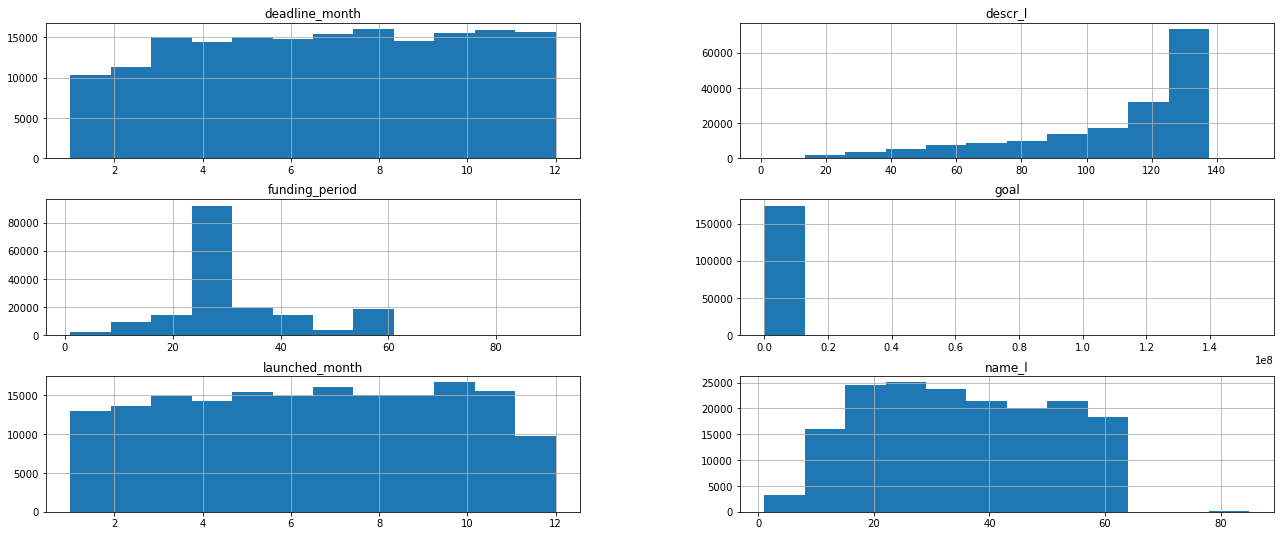 deadline_month
15000
10000
5000
0
2 4 6 8 10 12
descr_l
60000
40000
20000
0
0 20 40 60 80 100 120 140
funding_period
80000
60000
40000
20000
0
0 20 40 60 80
goal
150000
100000
50000
0
0.0 0.2 0.4 0.6 0.8 1.0 1.2 1.4
1e8
launched_month
15000
10000
5000
0
2 4 6 8 10 12
name_l
25000
20000
15000
10000
5000
0
0 20 40 60 80